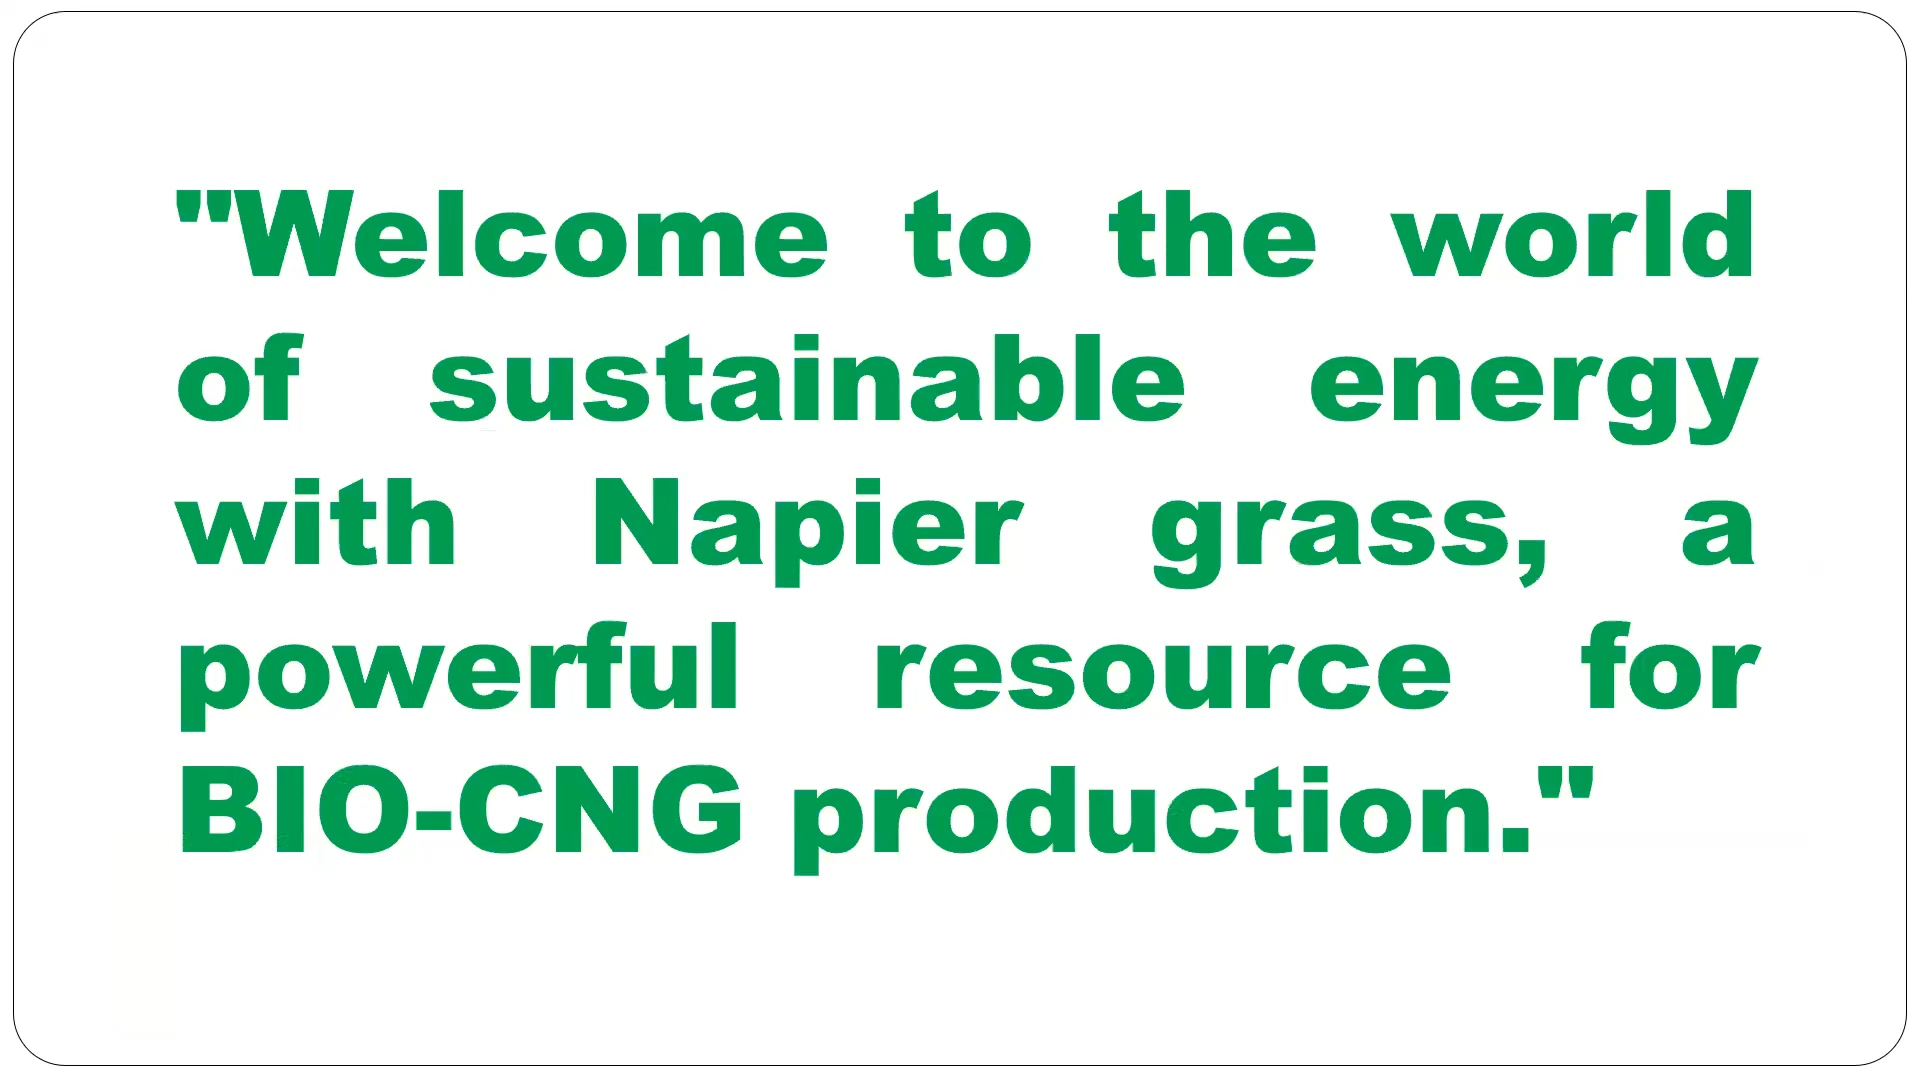 "Welcome to the world
of sustainable energy
with Napier grass, a
powerful resource for
BIO-CNG production."